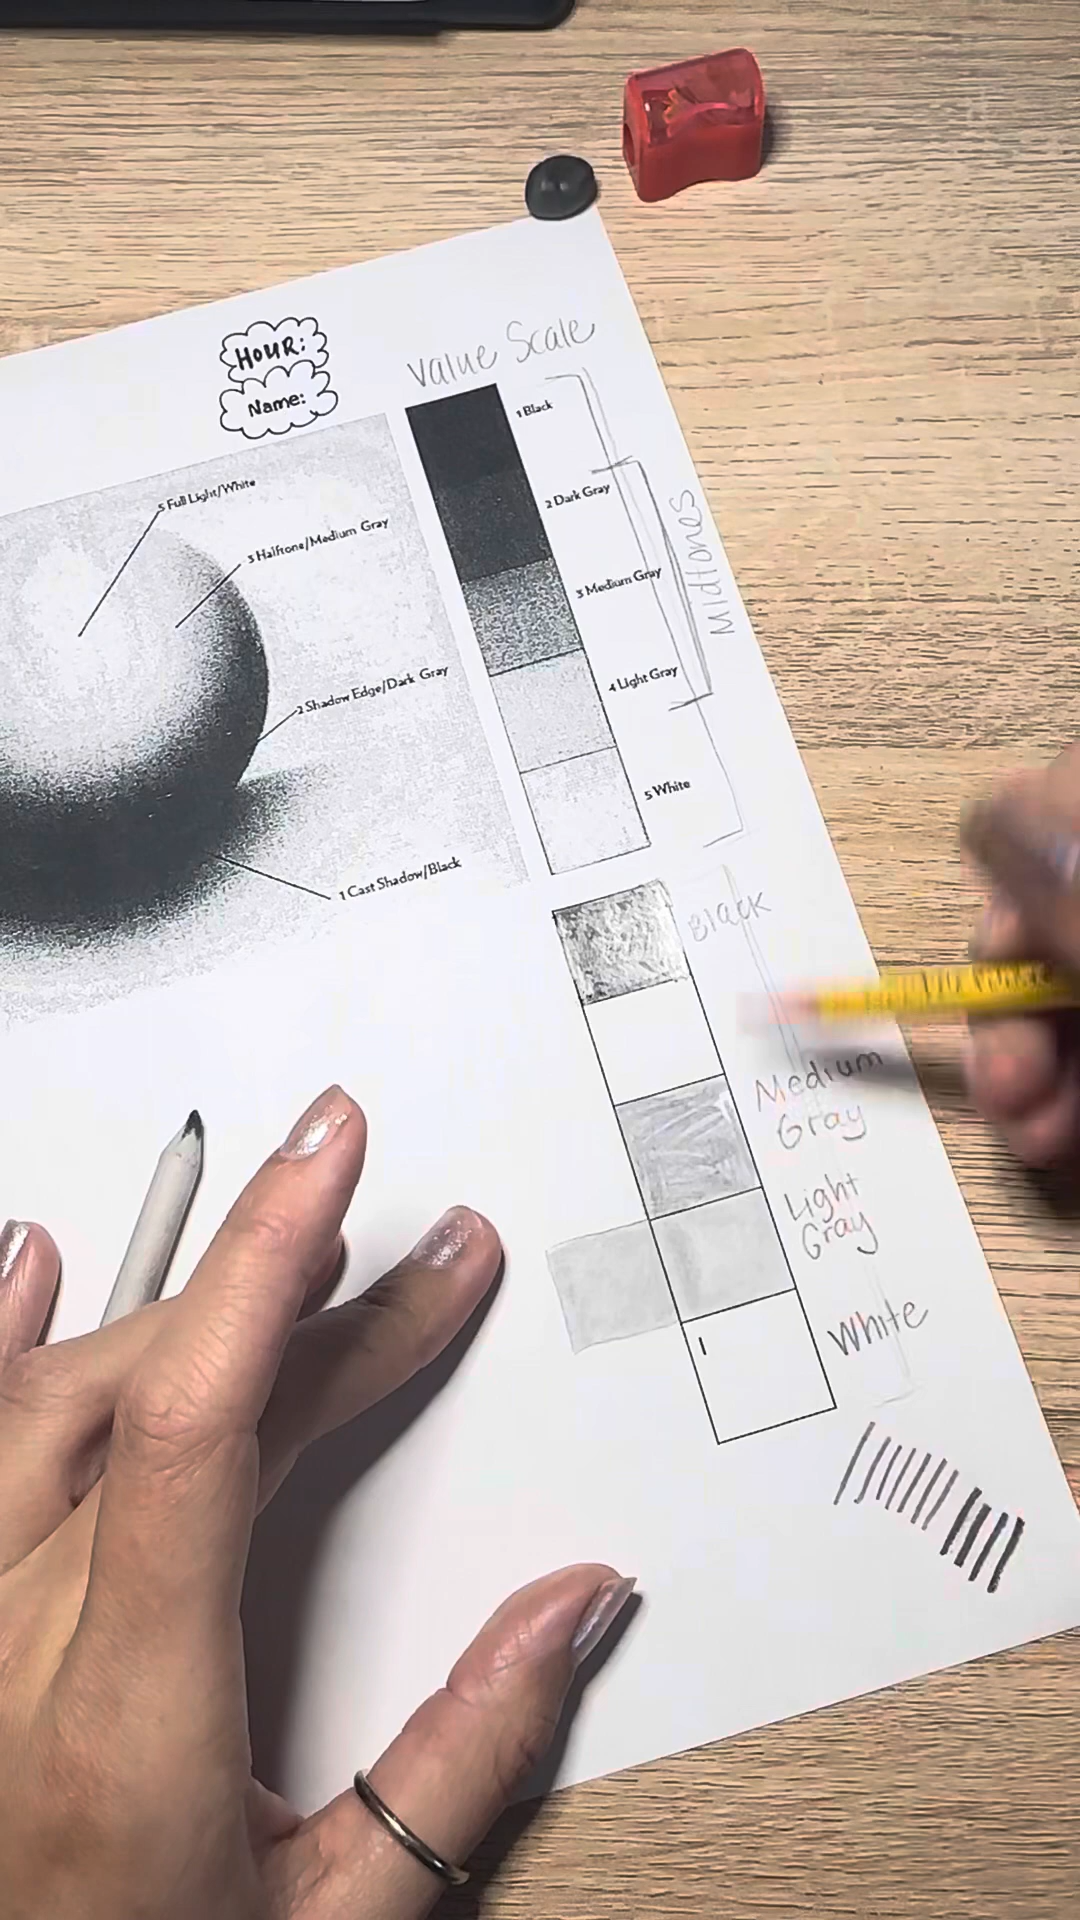 HOUR:
Name:
Value Scale
1 Black
2 Dark Gray
3 Medium Gray
4 Light Gray
5 White
Midtones
5 Full Light/White
3 Halftone/Medium Gray
2 Shadow Edge/Dark Gray
1 Cast Shadow/Black
Black
Medium
Gray
Light
Gray
White